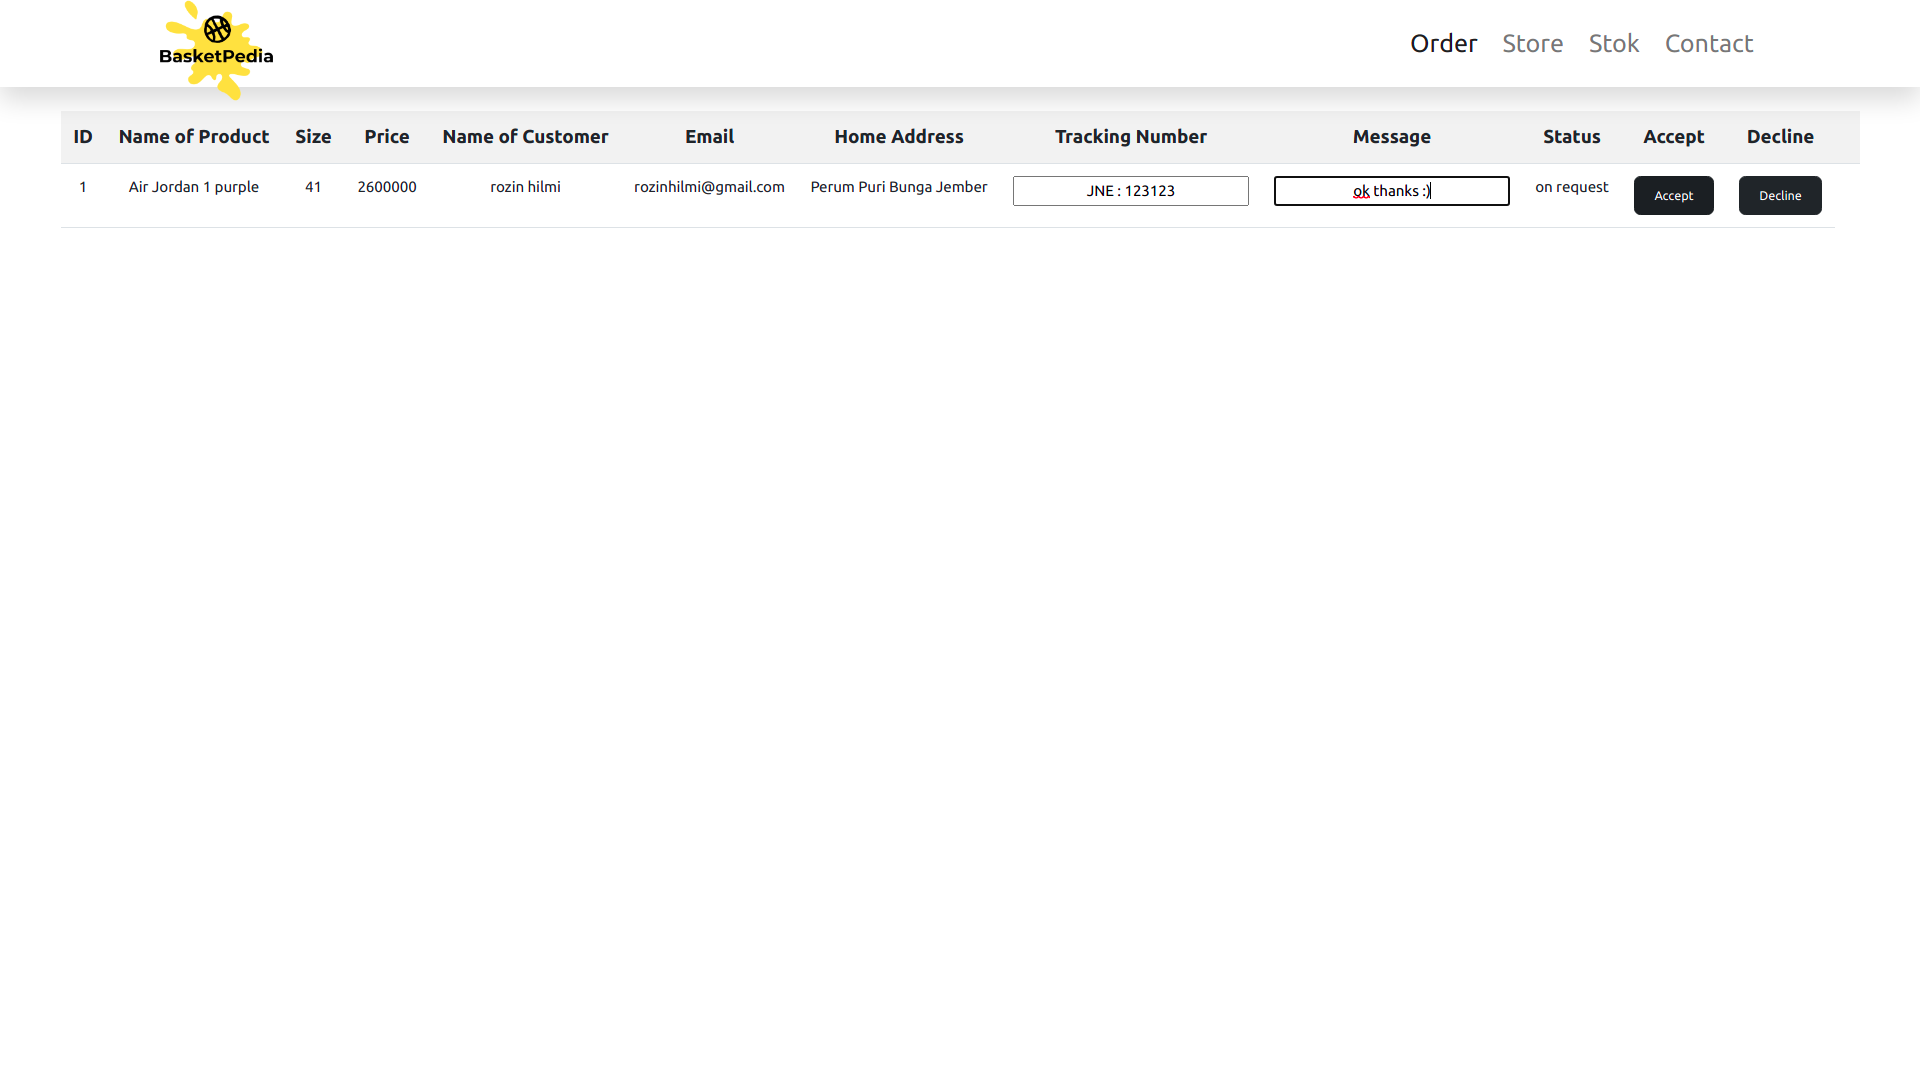 BasketPedia
Order Store Stok Contact
ID Name of Product Size Price Name of Customer Email Home Address Tracking Number Message Status Accept Decline
1 Air Jordan 1 purple 41 2600000 rozin hilmi rozinhilmi@gmail.com Perum Puri Bunga Jember JNE : 123123 ok thanks :) on request Accept Decline